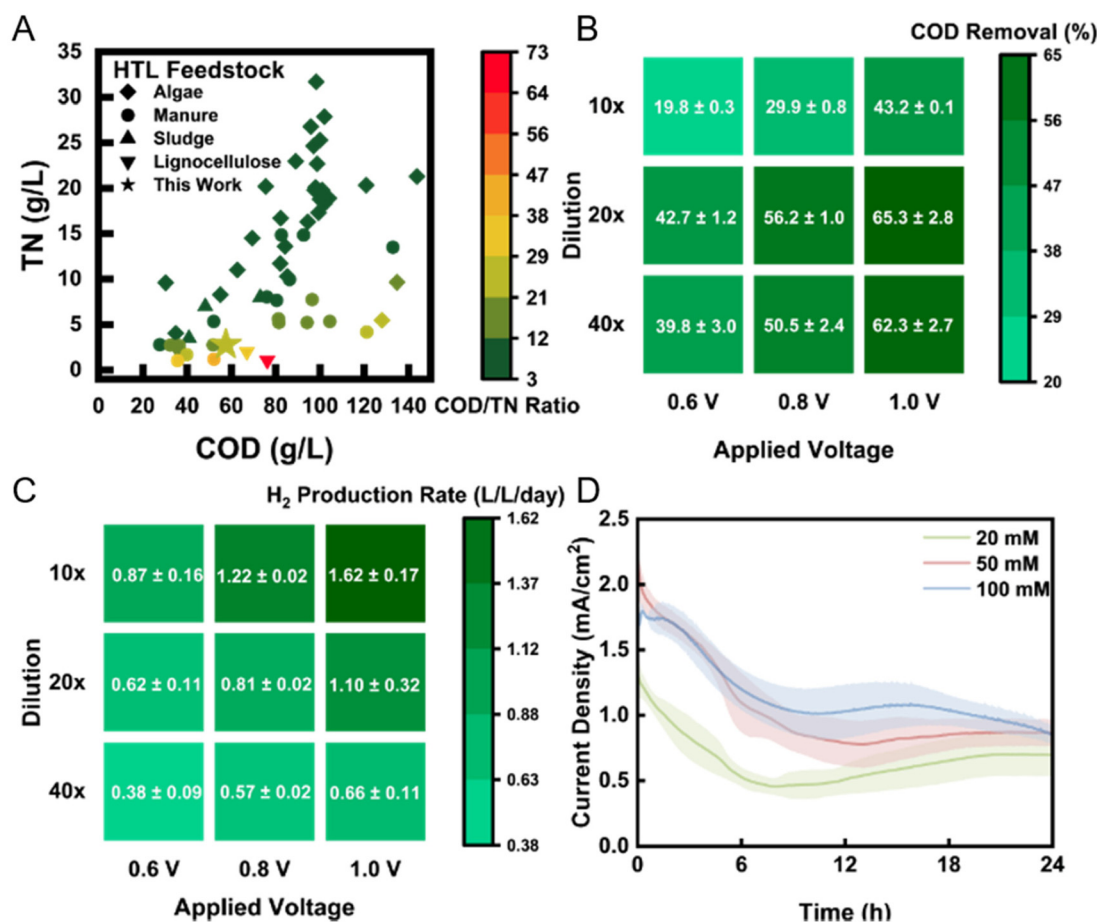 A
TN (g/L)
35
30
25
20
15
10
5
0
HTL Feedstock
Algae
Manure
Sludge
Lignocellulose
This Work
0 20 40 60 80 100 120 140
COD (g/L)
73
64
56
47
38
29
21
12
3
COD/TN Ratio
B
COD Removal (%)
Dilution
10x
19.8 ± 0.3 29.9 ± 0.8 43.2 ± 0.1
20x
42.7 ± 1.2 56.2 ± 1.0 65.3 ± 2.8
40x
39.8 ± 3.0 50.5 ± 2.4 62.3 ± 2.7
0.6 V 0.8 V 1.0 V
Applied Voltage
65
56
47
38
29
20
C
H₂ Production Rate (L/L/day)
Dilution
10x
0.87 ± 0.16 1.22 ± 0.02 1.62 ± 0.17
20x
0.62 ± 0.11 0.81 ± 0.02 1.10 ± 0.32
40x
0.38 ± 0.09 0.57 ± 0.02 0.66 ± 0.11
0.6 V 0.8 V 1.0 V
Applied Voltage
1.62
1.37
1.12
0.88
0.63
0.38
D
Current Density (mA/cm²)
2.5
2.0
1.5
1.0
0.5
0.0
20 mM
50 mM
100 mM
0 6 12 18 24
Time (h)